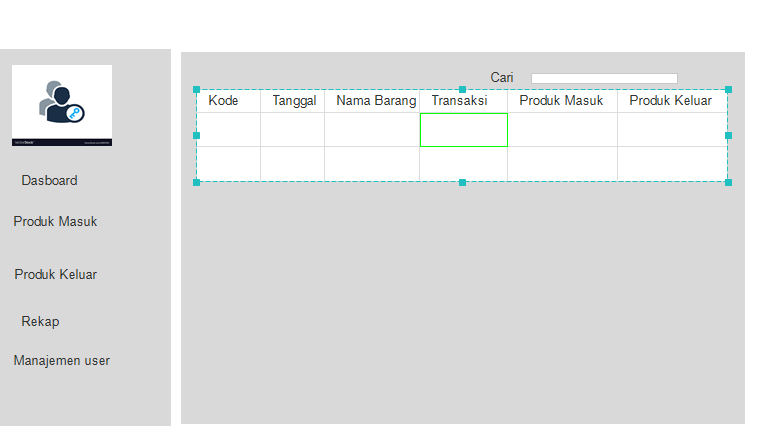 Cari
Kode Tanggal Nama Barang Transaksi Produk Masuk Produk Keluar
Dasboard
Produk Masuk
Produk Keluar
Rekap
Manajemen user